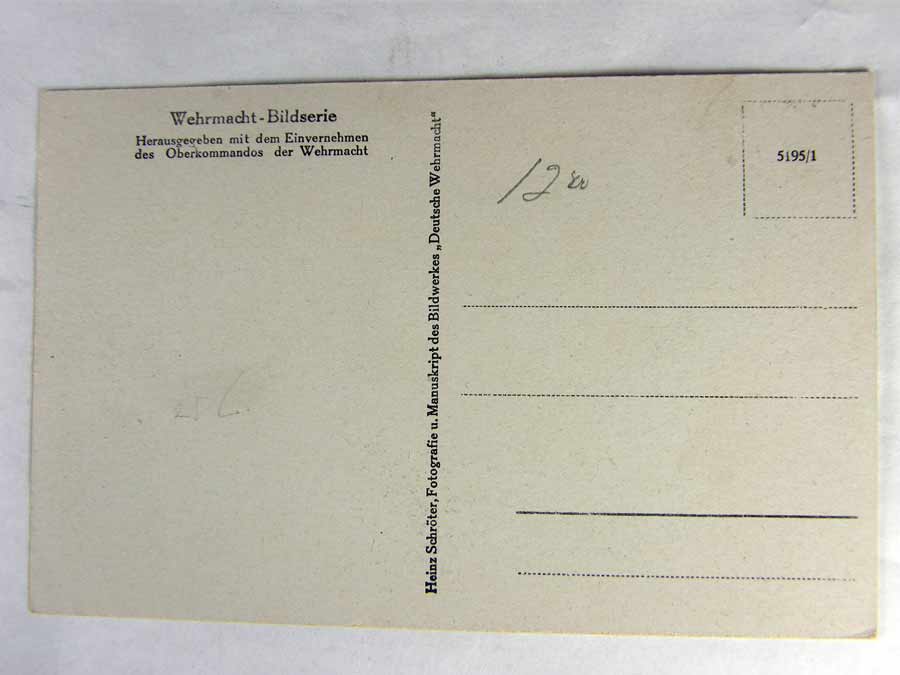 Wehrmacht-Bildserie
Herausgegeben mit dem Einvernehmen
des Oberkommandos der Wehrmacht
Heinz Schröter, Fotografie u. Manuskript des Bildwerkes „Deutsche Wehrmacht“
12
5195/1